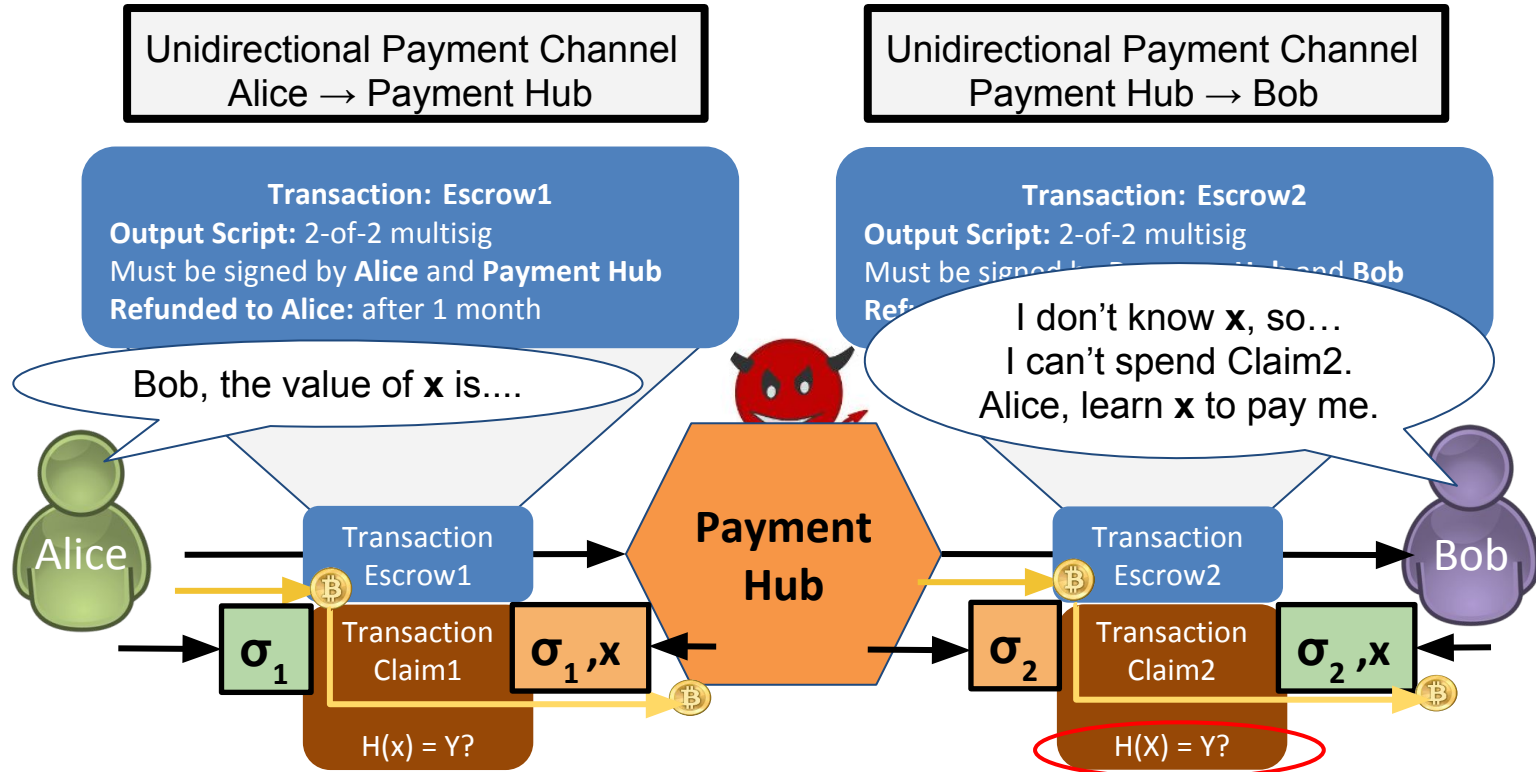 Unidirectional Payment Channel
Alice → Payment Hub
Unidirectional Payment Channel
Payment Hub → Bob
Transaction: Escrow1
Output Script: 2-of-2 multisig
Must be signed by Alice and Payment Hub
Refunded to Alice: after 1 month
Transaction: Escrow2
Output Script: 2-of-2 multisig
Must be signed and Bob
Bob, the value of x is....
I don't know x, so...
I can't spend Claim2.
Alice, learn x to pay me.
Alice
Transaction
Escrow1
Payment
Hub
Transaction
Escrow2
Bob
σ1
Transaction
Claim1
σ1,x
σ2
Transaction
Claim2
σ2,x
H(x) = Y?
H(X) = Y?